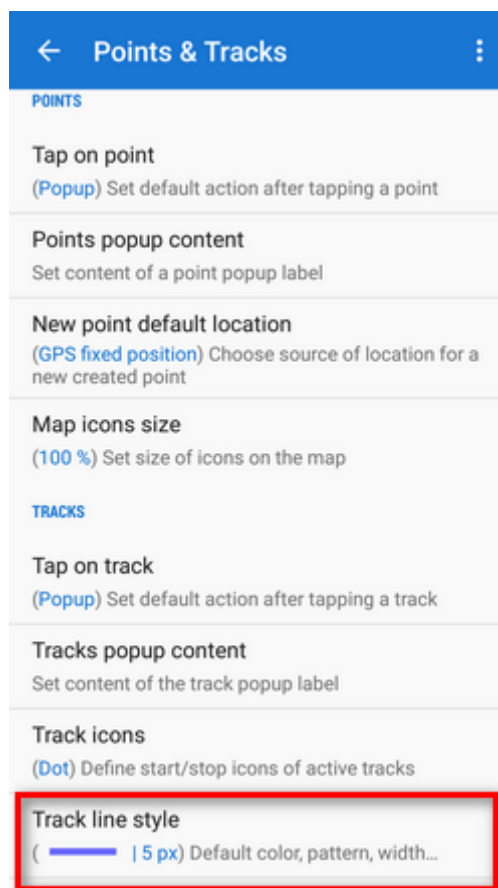 Points & Tracks
POINTS
Tap on point
(Popup) Set default action after tapping a point
Points popup content
Set content of a point popup label
New point default location
(GPS fixed position) Choose source of location for a
new created point
Map icons size
(100 %) Set size of icons on the map
TRACKS
Tap on track
(Popup) Set default action after tapping a track
Tracks popup content
Set content of the track popup label
Track icons
(Dot) Define start/stop icons of active tracks
Track line style
( | 5 px) Default color, pattern, width...